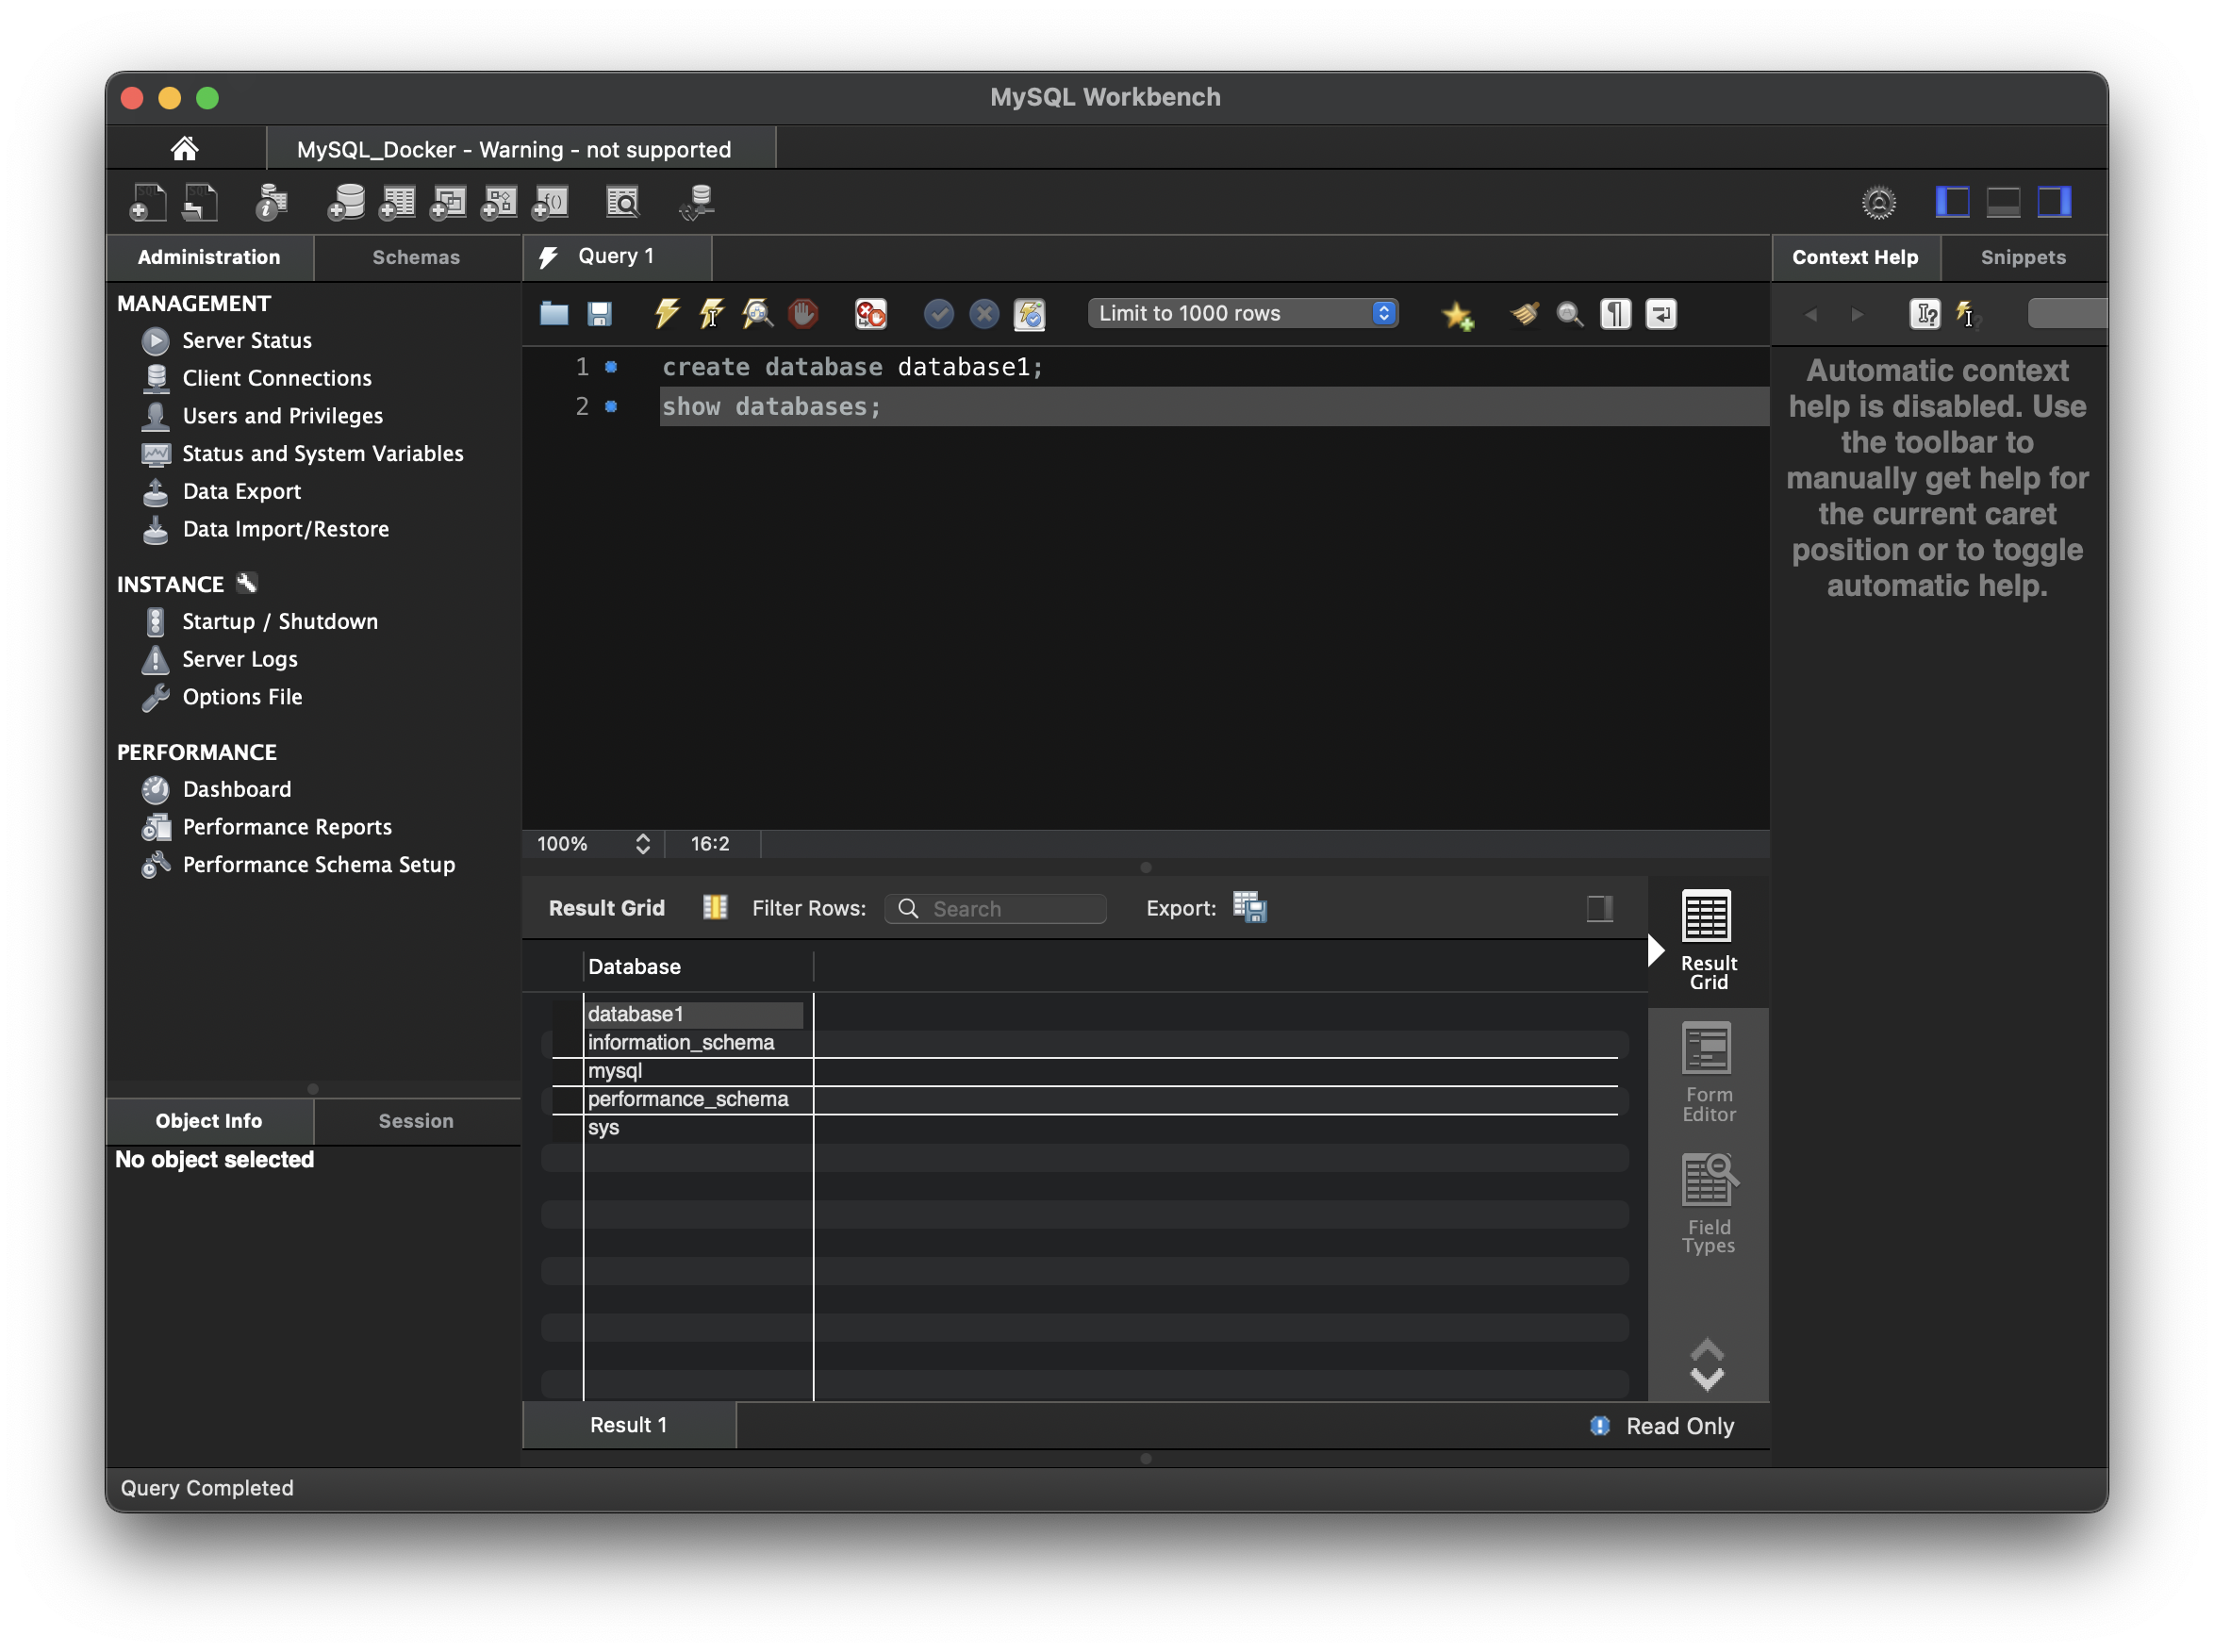 MySQL Workbench
MySQL_Docker - Warning - not supported
Administration
Schemas
MANAGEMENT
Server Status
Client Connections
Users and Privileges
Status and System Variables
Data Export
Data Import/Restore
INSTANCE
Startup / Shutdown
Server Logs
Options File
PERFORMANCE
Dashboard
Performance Reports
Performance Schema Setup
Object Info
Session
No object selected
Query 1
Limit to 1000 rows
1 create database database1;
2 show databases;
100%
16:2
Result Grid
Filter Rows:
Search
Export:
Database
database1
information_schema
mysql
performance_schema
sys
Result
Grid
Form
Editor
Field
Types
Result 1
Read Only
Context Help
Snippets
Automatic context
help is disabled. Use
the toolbar to
manually get help for
the current caret
position or to toggle
automatic help.
Query Completed